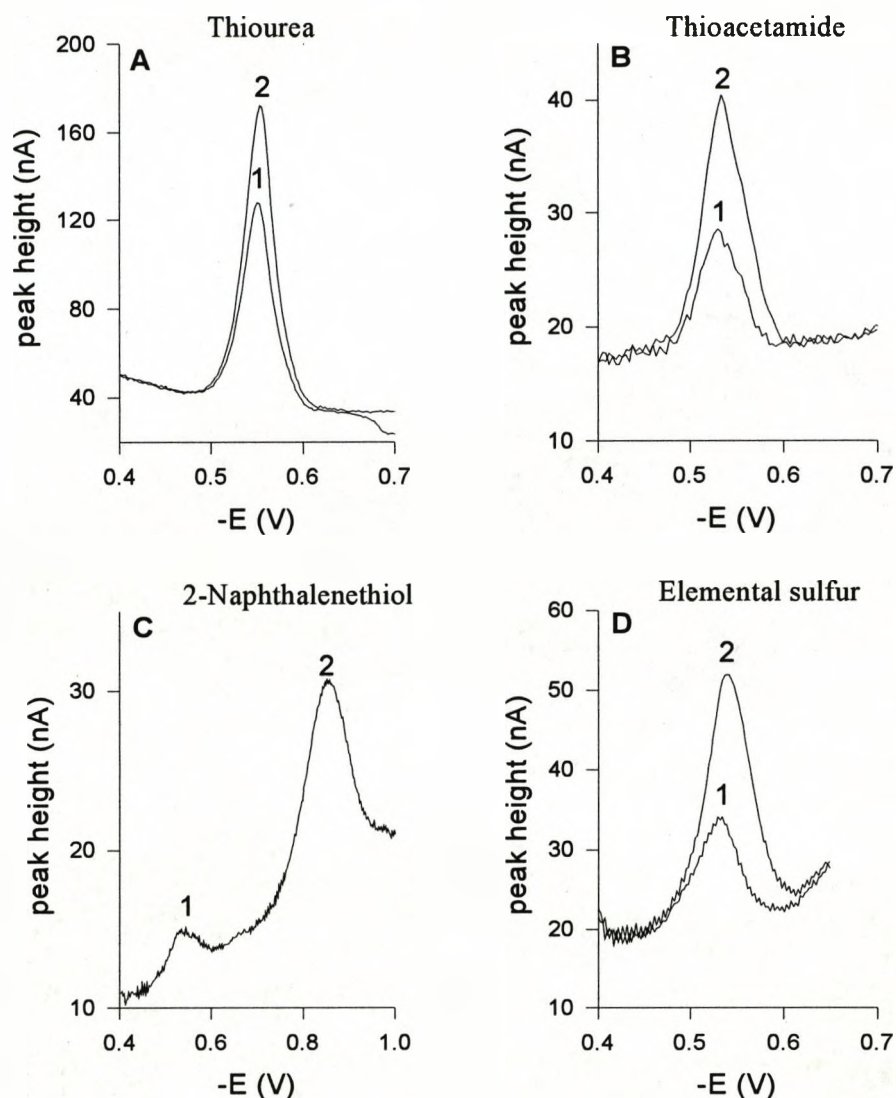 Thiourea
A
200
160
120
80
40
2
1
0.4 0.5 0.6 0.7
-E (V)
peak height (nA)
Thioacetamide
B
40
30
20
10
2
1
0.4 0.5 0.6 0.7
-E (V)
peak height (nA)
2-Naphthalenethiol
C
30
20
10
1
2
0.4 0.6 0.8 1.0
-E (V)
peak height (nA)
Elemental sulfur
D
60
50
40
30
20
10
2
1
0.4 0.5 0.6 0.7
-E (V)
peak height (nA)